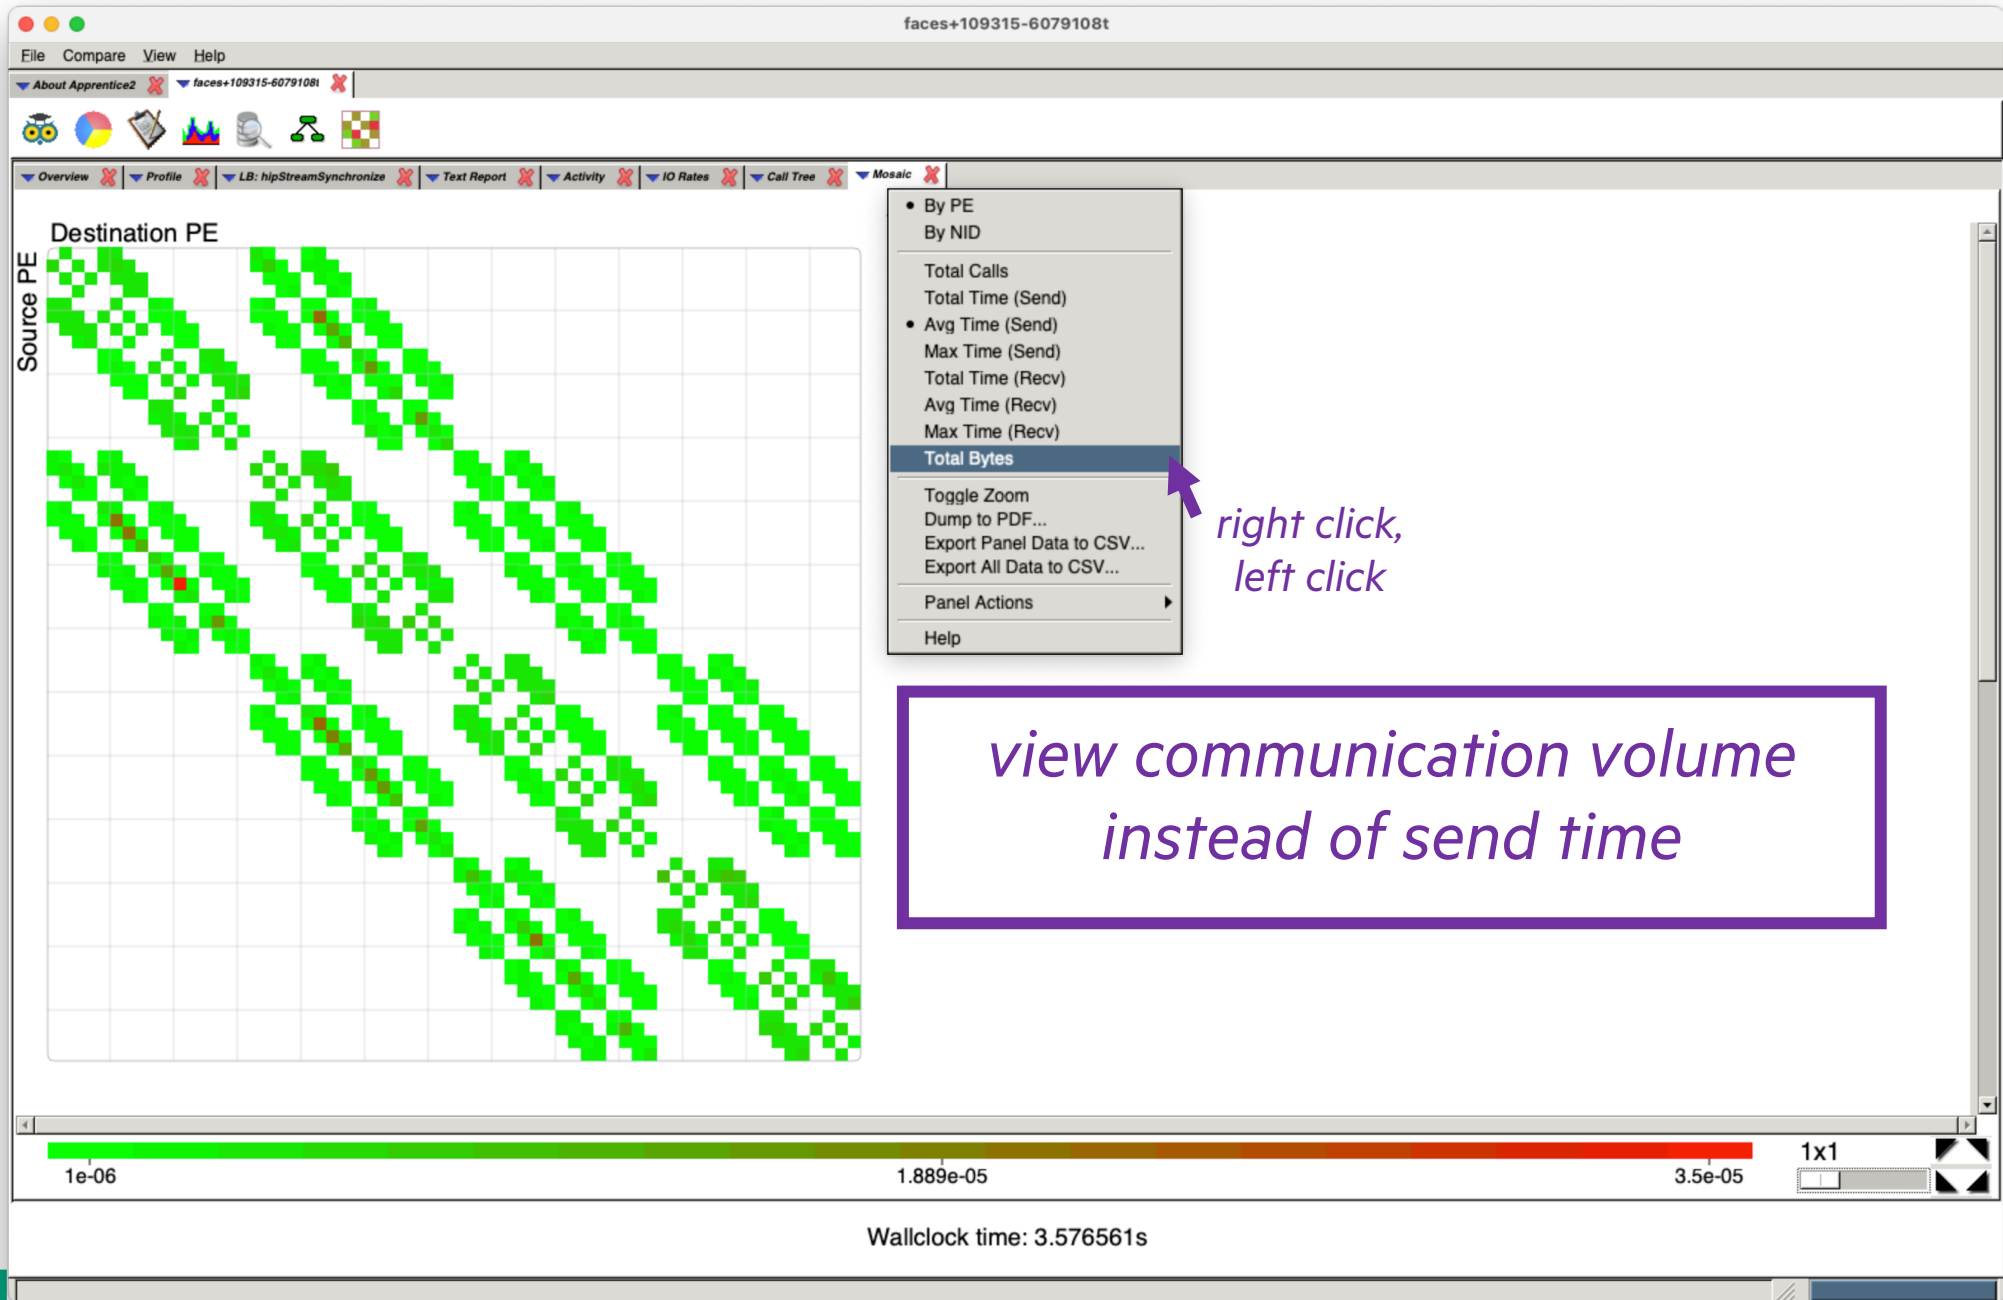 faces+109315-6079108t
File Compare View Help
About Apprentice2 faces+109315-6079108t
Overview Profile LB: hipStreamSynchronize Text Report Activity IO Rates Call Tree Mosaic
Destination PE
Source PE
By PE
By NID
Total Calls
Total Time (Send)
Avg Time (Send)
Max Time (Send)
Total Time (Recv)
Avg Time (Recv)
Max Time (Recv)
Total Bytes
Toggle Zoom
Dump to PDF...
Export Panel Data to CSV...
Export All Data to CSV...
Panel Actions
Help
right click,
left click
view communication volume
instead of send time
1e-06 1.889e-05 3.5e-05
1x1
Wallclock time: 3.576561s